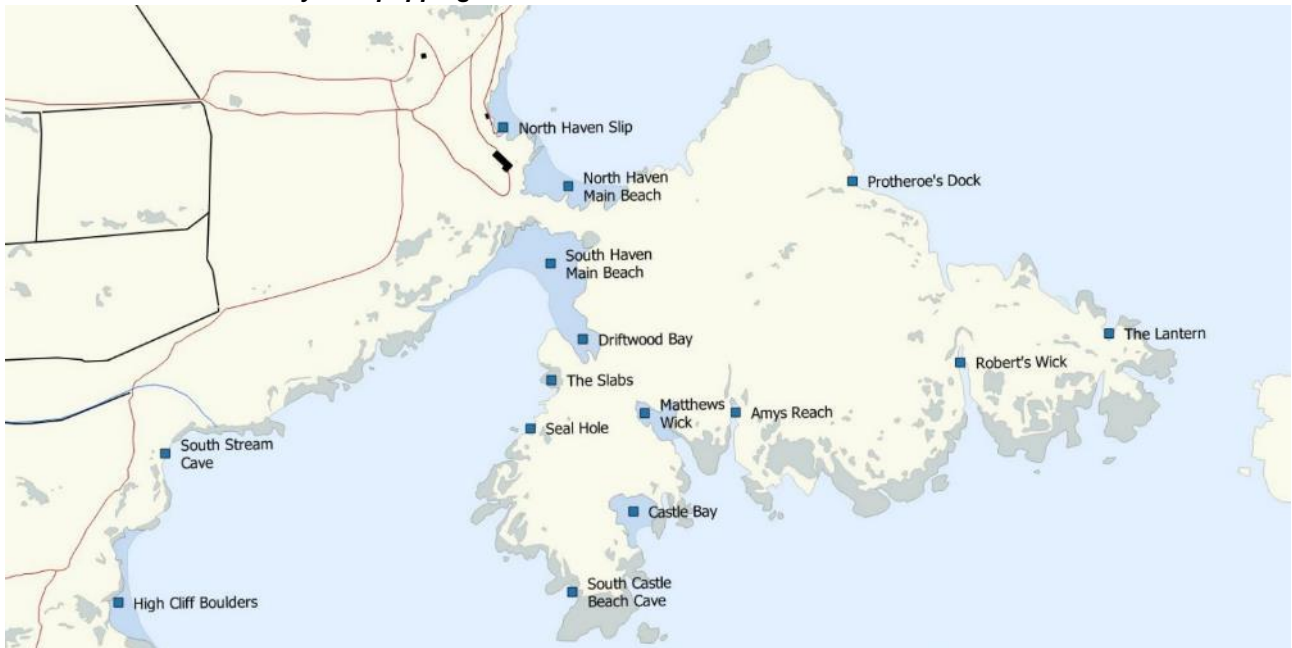 North Haven Slip
North Haven
Main Beach
Protheroe's Dock
South Haven
Main Beach
Driftwood Bay
The Lantern
Robert's Wick
The Slabs
Matthews
Wick
Amys Reach
Seal Hole
South Stream
Cave
Castle Bay
South Castle
Beach Cave
High Cliff Boulders